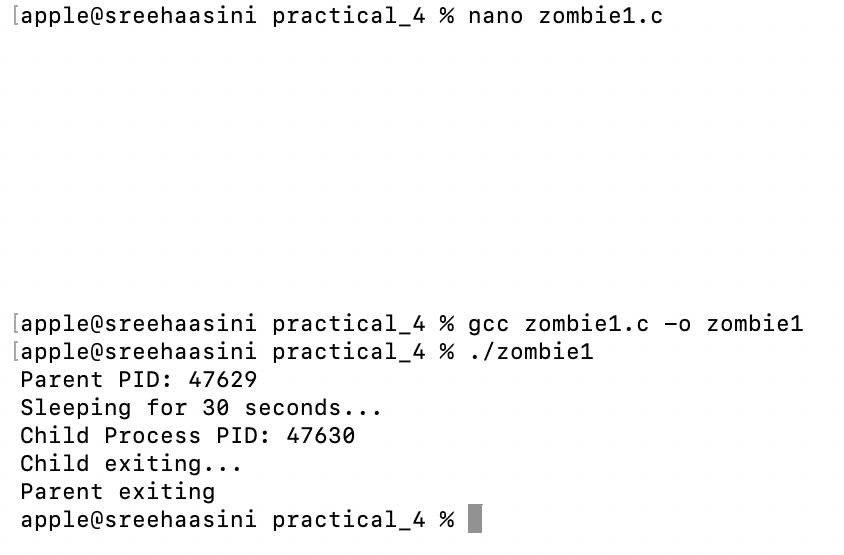 [apple@sreehaasini practical_4 % nano zombie1.c
[apple@sreehaasini practical_4 % gcc zombie1.c -o zombie1
[apple@sreehaasini practical_4 % ./zombie1
Parent PID: 47629
Sleeping for 30 seconds...
Child Process PID: 47630
Child exiting...
Parent exiting
apple@sreehaasini practical_4 %